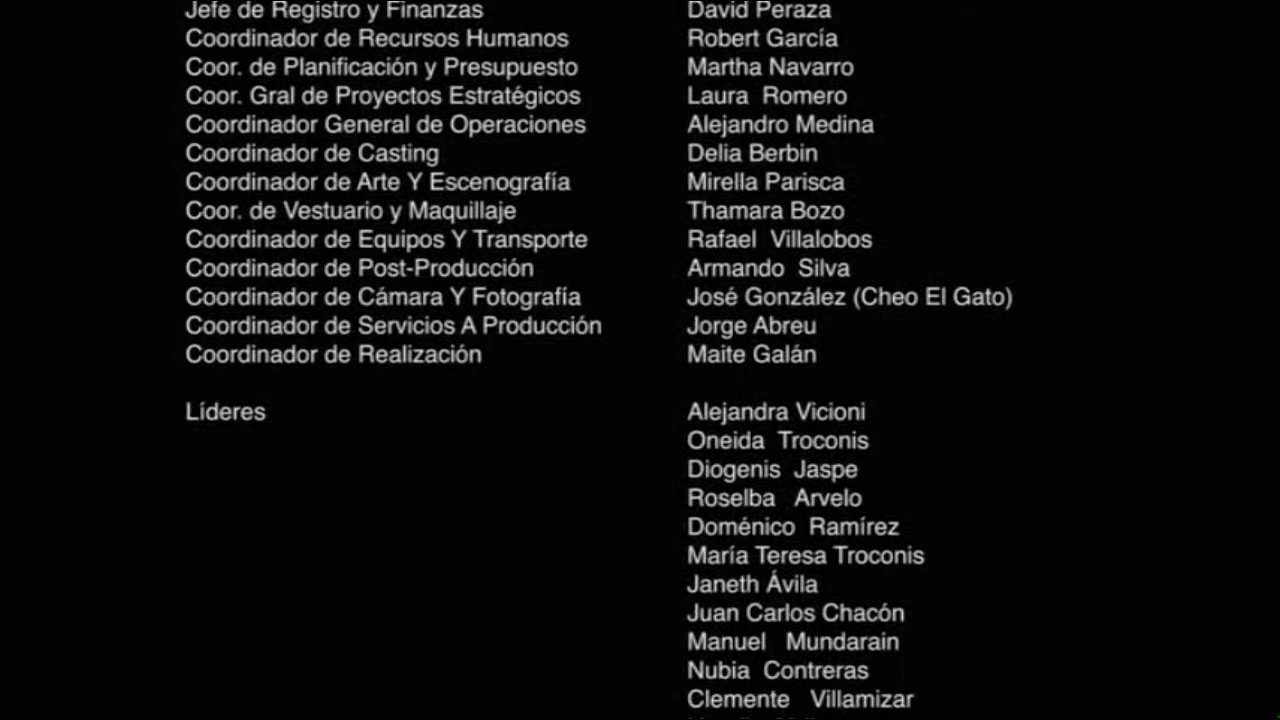 Jefe de Registro y Finanzas David Peraza
Coordinador de Recursos Humanos Robert García
Coor. de Planificación y Presupuesto Martha Navarro
Coor. Gral de Proyectos Estratégicos Laura Romero
Coordinador General de Operaciones Alejandro Medina
Coordinador de Casting Delia Berbin
Coordinador de Arte Y Escenografía Mirella Parisca
Coor. de Vestuario y Maquillaje Thamara Bozo
Coordinador de Equipos Y Transporte Rafael Villalobos
Coordinador de Post-Producción Armando Silva
Coordinador de Cámara Y Fotografía José González (Cheo El Gato)
Coordinador de Servicios A Producción Jorge Abreu
Coordinador de Realización Maite Galán
Líderes Alejandra Vicioni
Oneida Troconis
Diogenis Jaspe
Roselba Arvelo
Doménico Ramírez
María Teresa Troconis
Janeth Ávila
Juan Carlos Chacón
Manuel Mundarain
Nubia Contreras
Clemente Villamizar